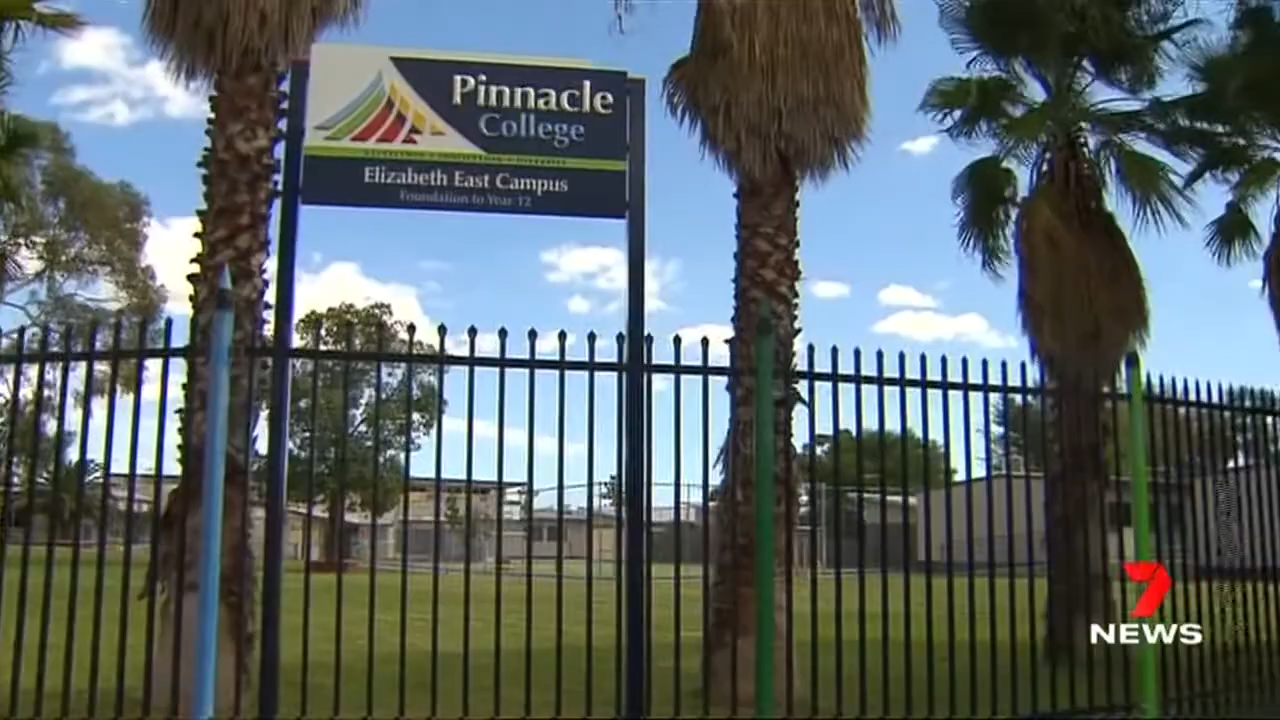 Pinnacle
College
Elizabeth East Campus
Foundation to Year 12
7
NEWS